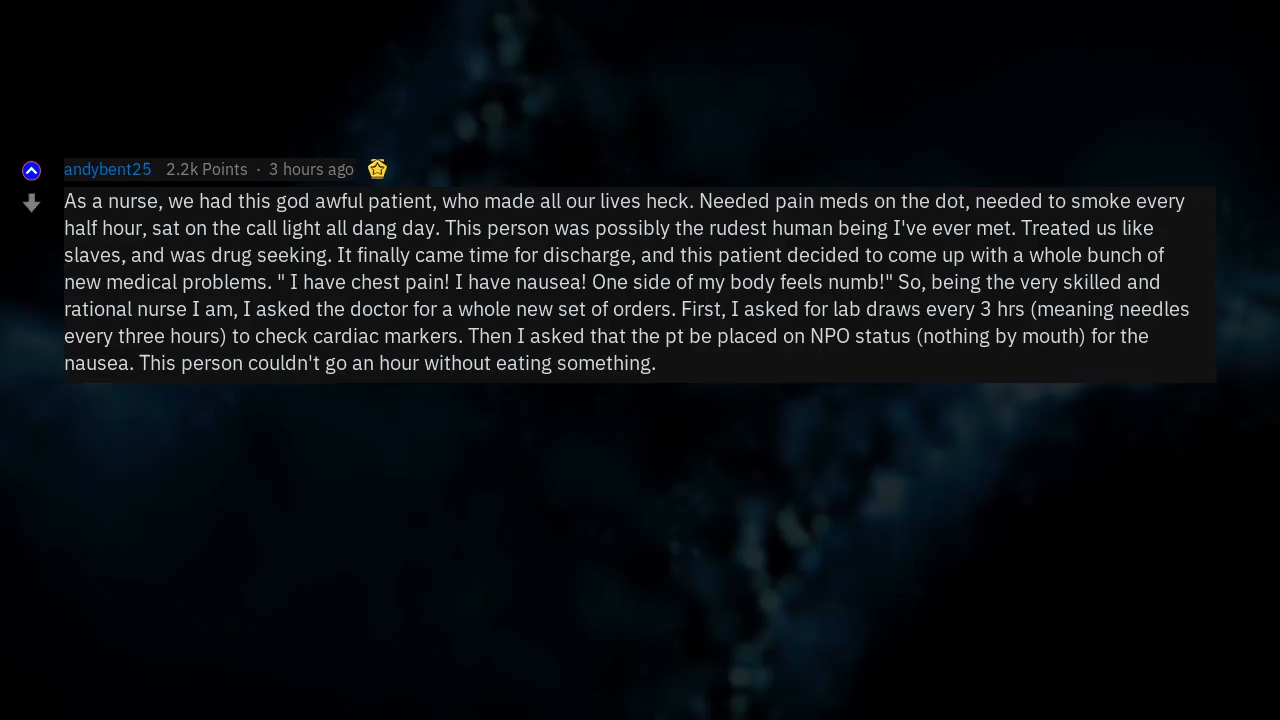 andybent25 2.2k Points · 3 hours ago
As a nurse, we had this god awful patient, who made all our lives heck. Needed pain meds on the dot, needed to smoke every
half hour, sat on the call light all dang day. This person was possibly the rudest human being I've ever met. Treated us like
slaves, and was drug seeking. It finally came time for discharge, and this patient decided to come up with a whole bunch of
new medical problems. " I have chest pain! I have nausea! One side of my body feels numb!" So, being the very skilled and
rational nurse I am, I asked the doctor for a whole new set of orders. First, I asked for lab draws every 3 hrs (meaning needles
every three hours) to check cardiac markers. Then I asked that the pt be placed on NPO status (nothing by mouth) for the
nausea. This person couldn't go an hour without eating something.